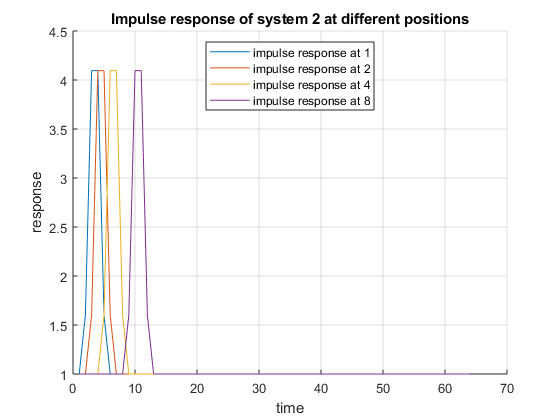 Impulse response of system 2 at different positions
4.5
4
3.5
3
2.5
2
1.5
1
response
impulse response at 1
impulse response at 2
impulse response at 4
impulse response at 8
0 10 20 30 40 50 60 70
time